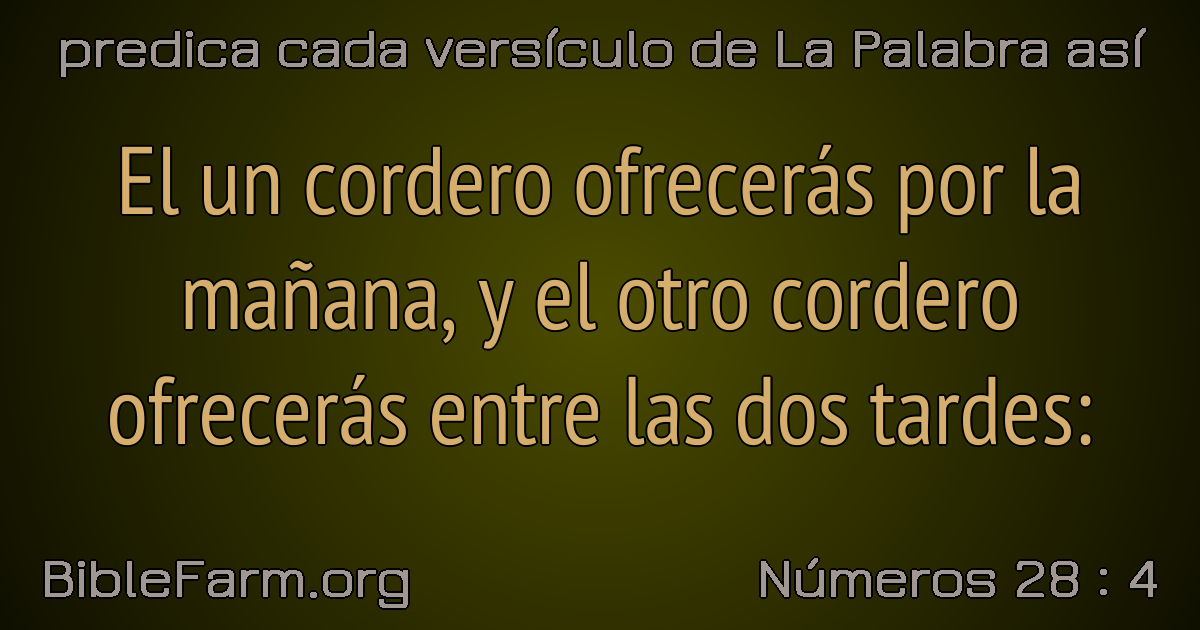 predica cada versículo de La Palabra así
El un cordero ofrecerás por la
mañana, y el otro cordero
ofrecerás entre las dos tardes:
BibleFarm.org
Números 28 : 4